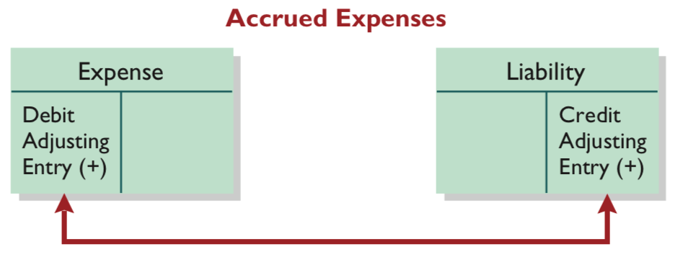 Accrued Expenses
Expense
Debit
Adjusting
Entry (+)
Liability
Credit
Adjusting
Entry (+)